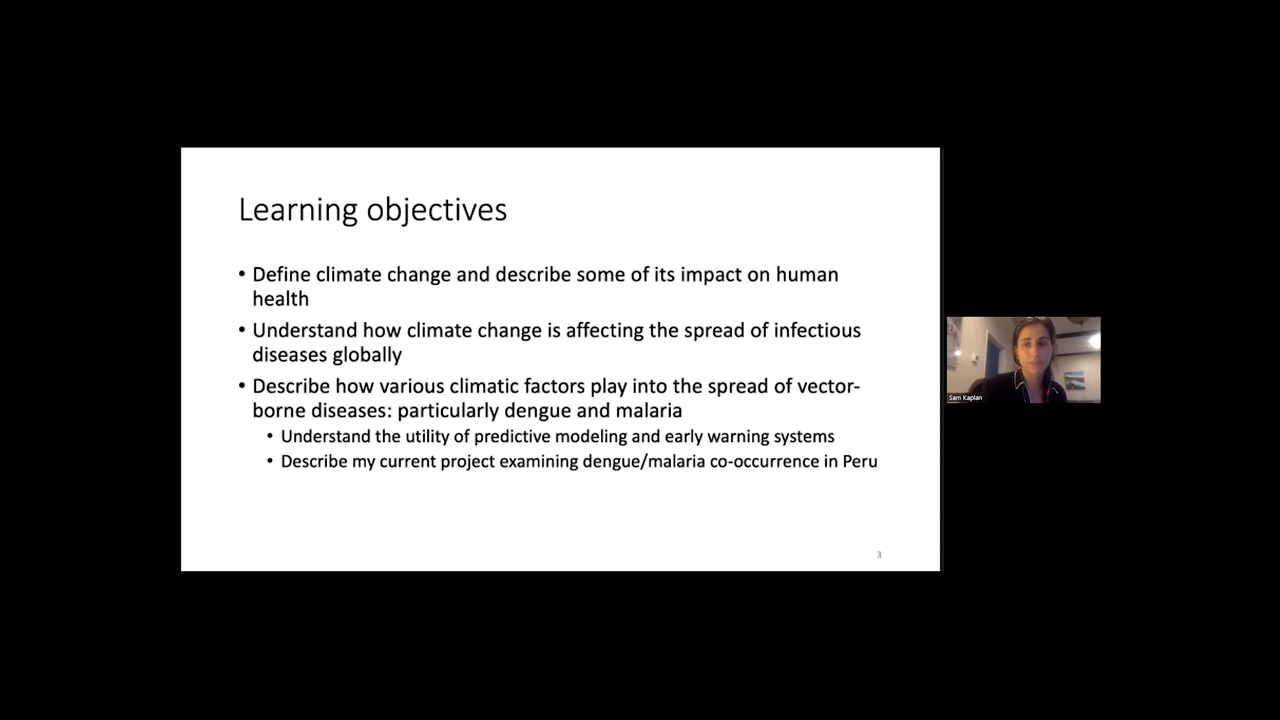 Learning objectives
• Define climate change and describe some of its impact on human
health
• Understand how climate change is affecting the spread of infectious
diseases globally
• Describe how various climatic factors play into the spread of vector-
borne diseases: particularly dengue and malaria
• Understand the utility of predictive modeling and early warning systems
• Describe my current project examining dengue/malaria co-occurrence in Peru
3
Sam Kaplan